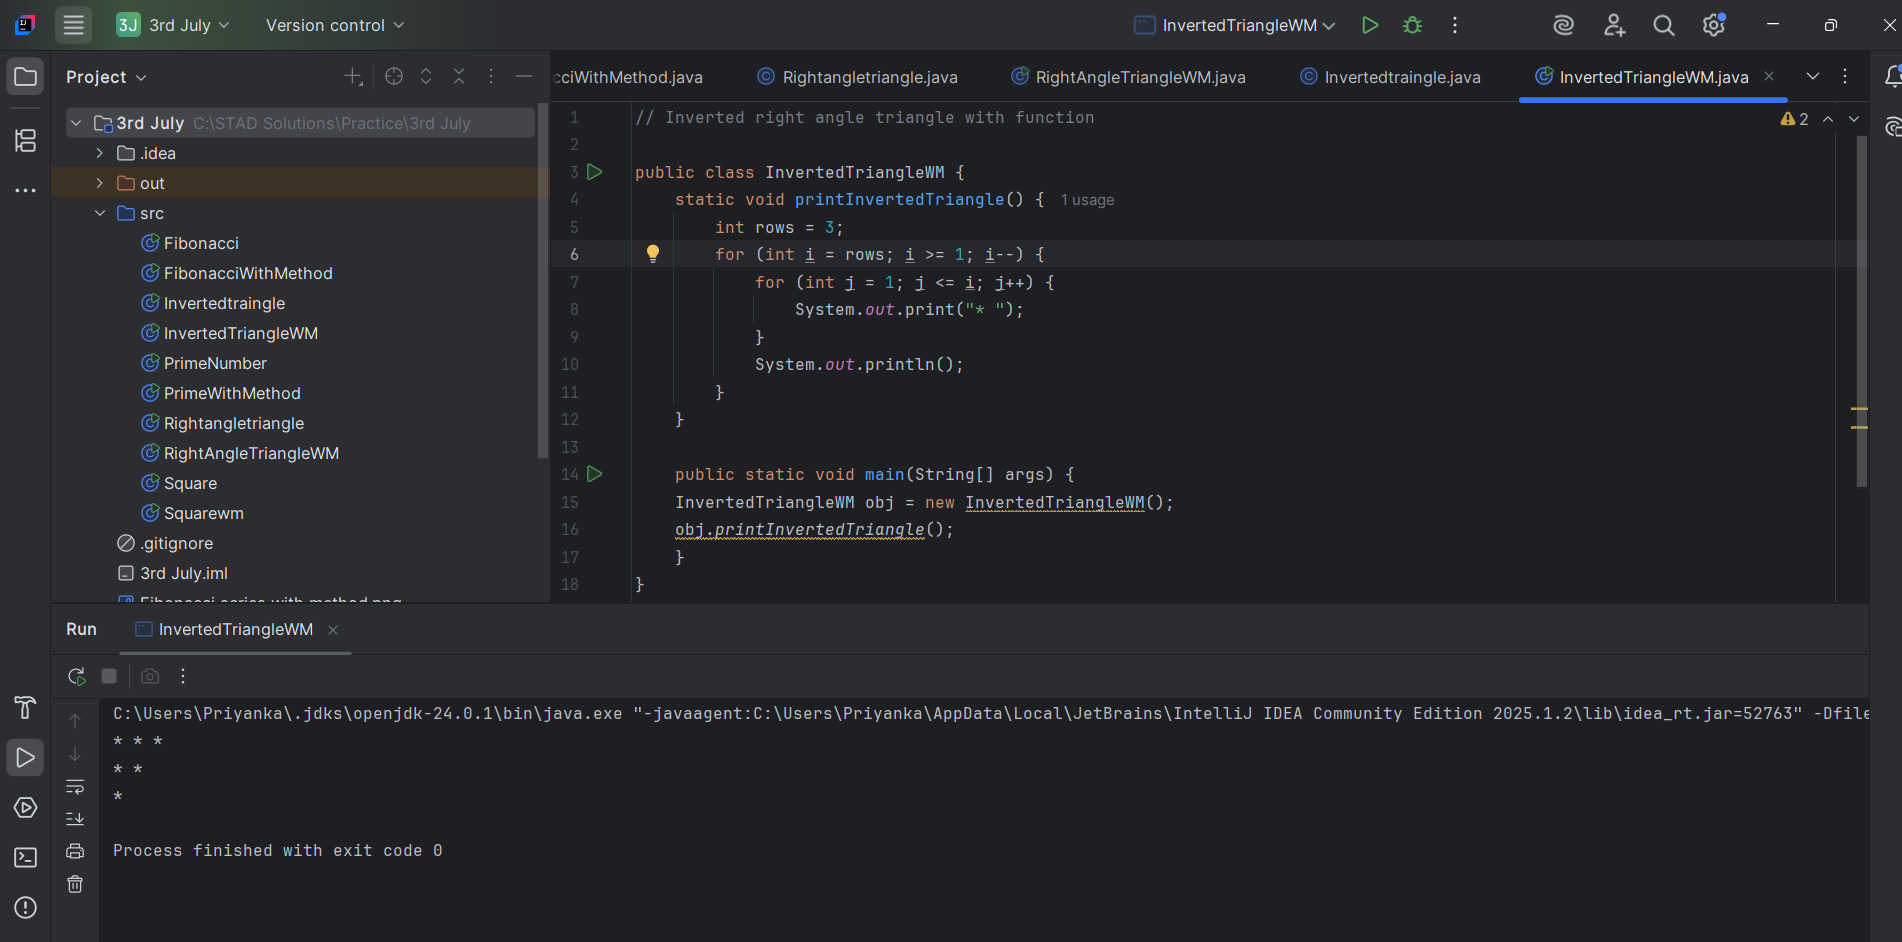 3J 3rd July Version control InvertedTriangleWM
Project
ciWithMethod.java Rightangletriangle.java RightAngleTriangleWM.java Invertedtraingle.java InvertedTriangleWM.java
3rd July C:\STAD Solutions\Practice\3rd July
.idea
out
src
Fibonacci
FibonacciWithMethod
Invertedtraingle
InvertedTriangleWM
PrimeNumber
PrimeWithMethod
Rightangletriangle
RightAngleTriangleWM
Square
Squarewm
.gitignore
3rd July.iml
Fibonacci series with method.png
2
1 // Inverted right angle triangle with function
2
3 public class InvertedTriangleWM {
4 static void printInvertedTriangle() { 1 usage
5 int rows = 3;
6 for (int i = rows; i >= 1; i--) {
7 for (int j = 1; j <= i; j++) {
8 System.out.print("* ");
9 }
10 System.out.println();
11 }
12 }
13
14 public static void main(String[] args) {
15 InvertedTriangleWM obj = new InvertedTriangleWM();
16 obj.printInvertedTriangle();
17 }
18 }
Run InvertedTriangleWM
C:\Users\Priyanka\.jdks\openjdk-24.0.1\bin\java.exe "-javaagent:C:\Users\Priyanka\AppData\Local\JetBrains\IntelliJ IDEA Community Edition 2025.1.2\lib\idea_rt.jar=52763" -Dfile
* * *
* *
*
Process finished with exit code 0